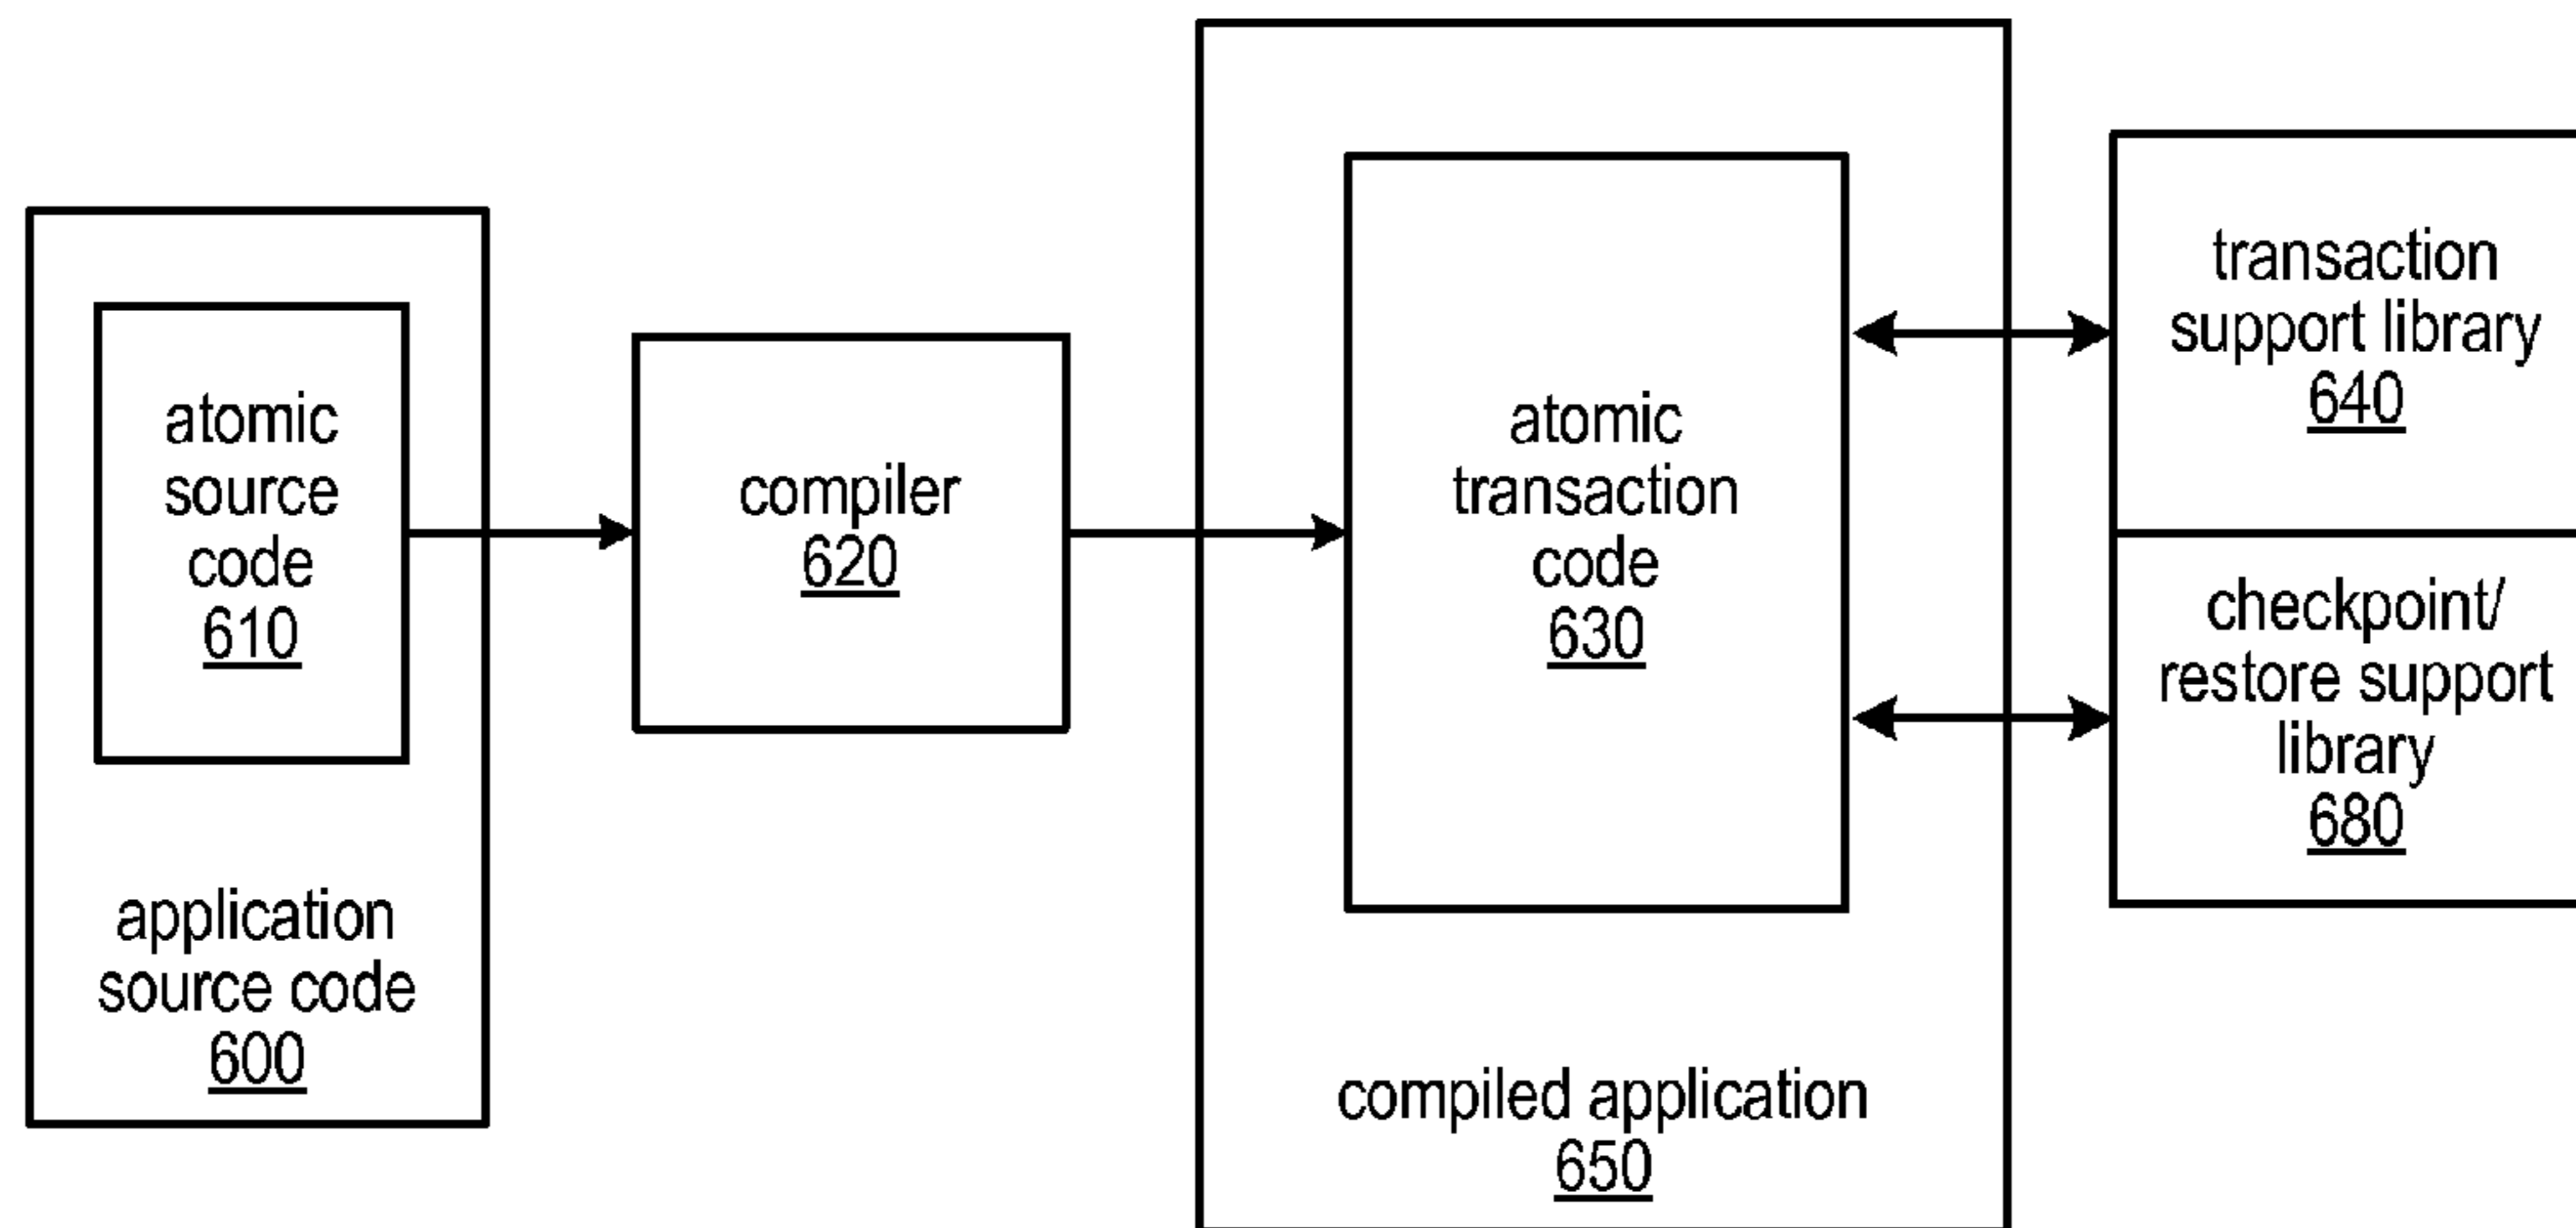 atomic
source
code
610
application
source code
600
compiler
620
atomic
transaction
code
630
compiled application
650
transaction
support library
640
checkpoint/
restore support
library
680